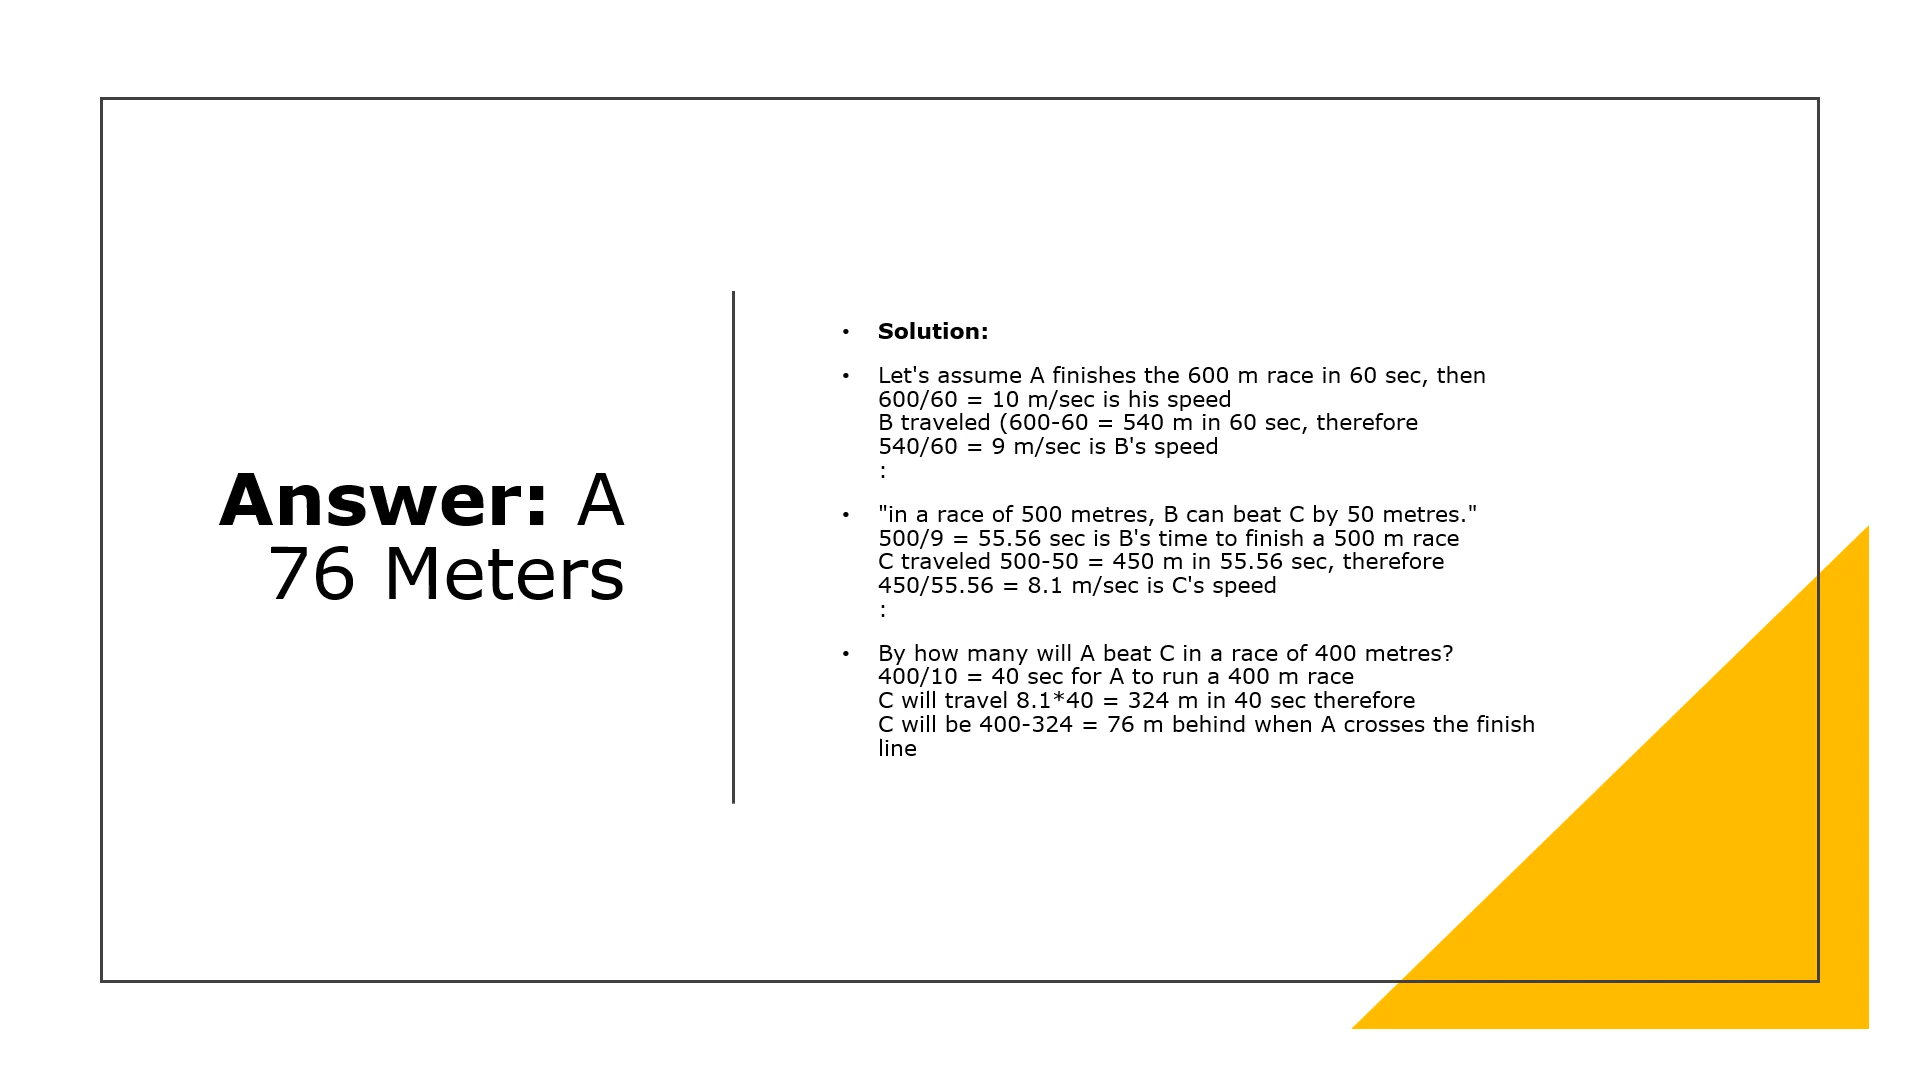 Answer: A
76 Meters
• Solution:
• Let's assume A finishes the 600 m race in 60 sec, then
600/60 = 10 m/sec is his speed
B traveled (600-60 = 540 m in 60 sec, therefore
540/60 = 9 m/sec is B's speed
:
• "in a race of 500 metres, B can beat C by 50 metres."
500/9 = 55.56 sec is B's time to finish a 500 m race
C traveled 500-50 = 450 m in 55.56 sec, therefore
450/55.56 = 8.1 m/sec is C's speed
:
• By how many will A beat C in a race of 400 metres?
400/10 = 40 sec for A to run a 400 m race
C will travel 8.1*40 = 324 m in 40 sec therefore
C will be 400-324 = 76 m behind when A crosses the finish
line